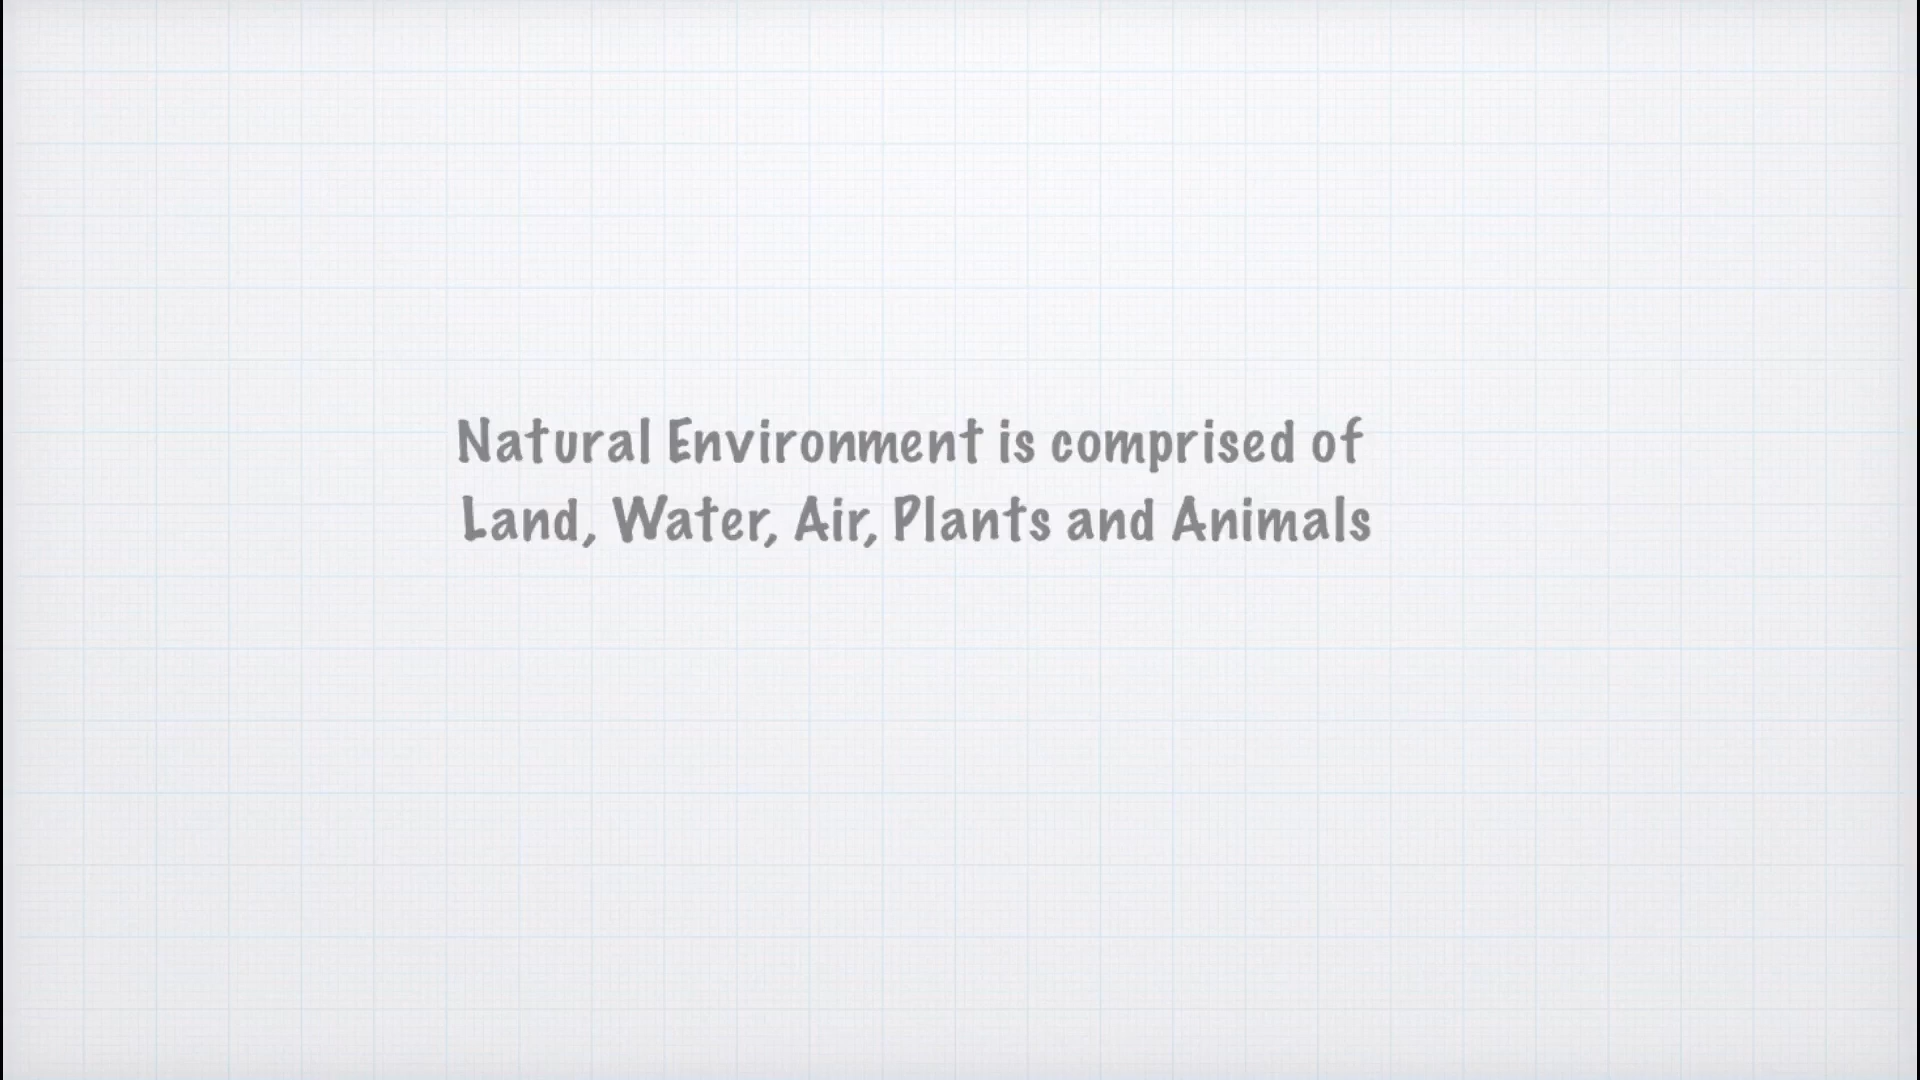 Natural Environment is comprised of
Land, Water, Air, Plants and Animals